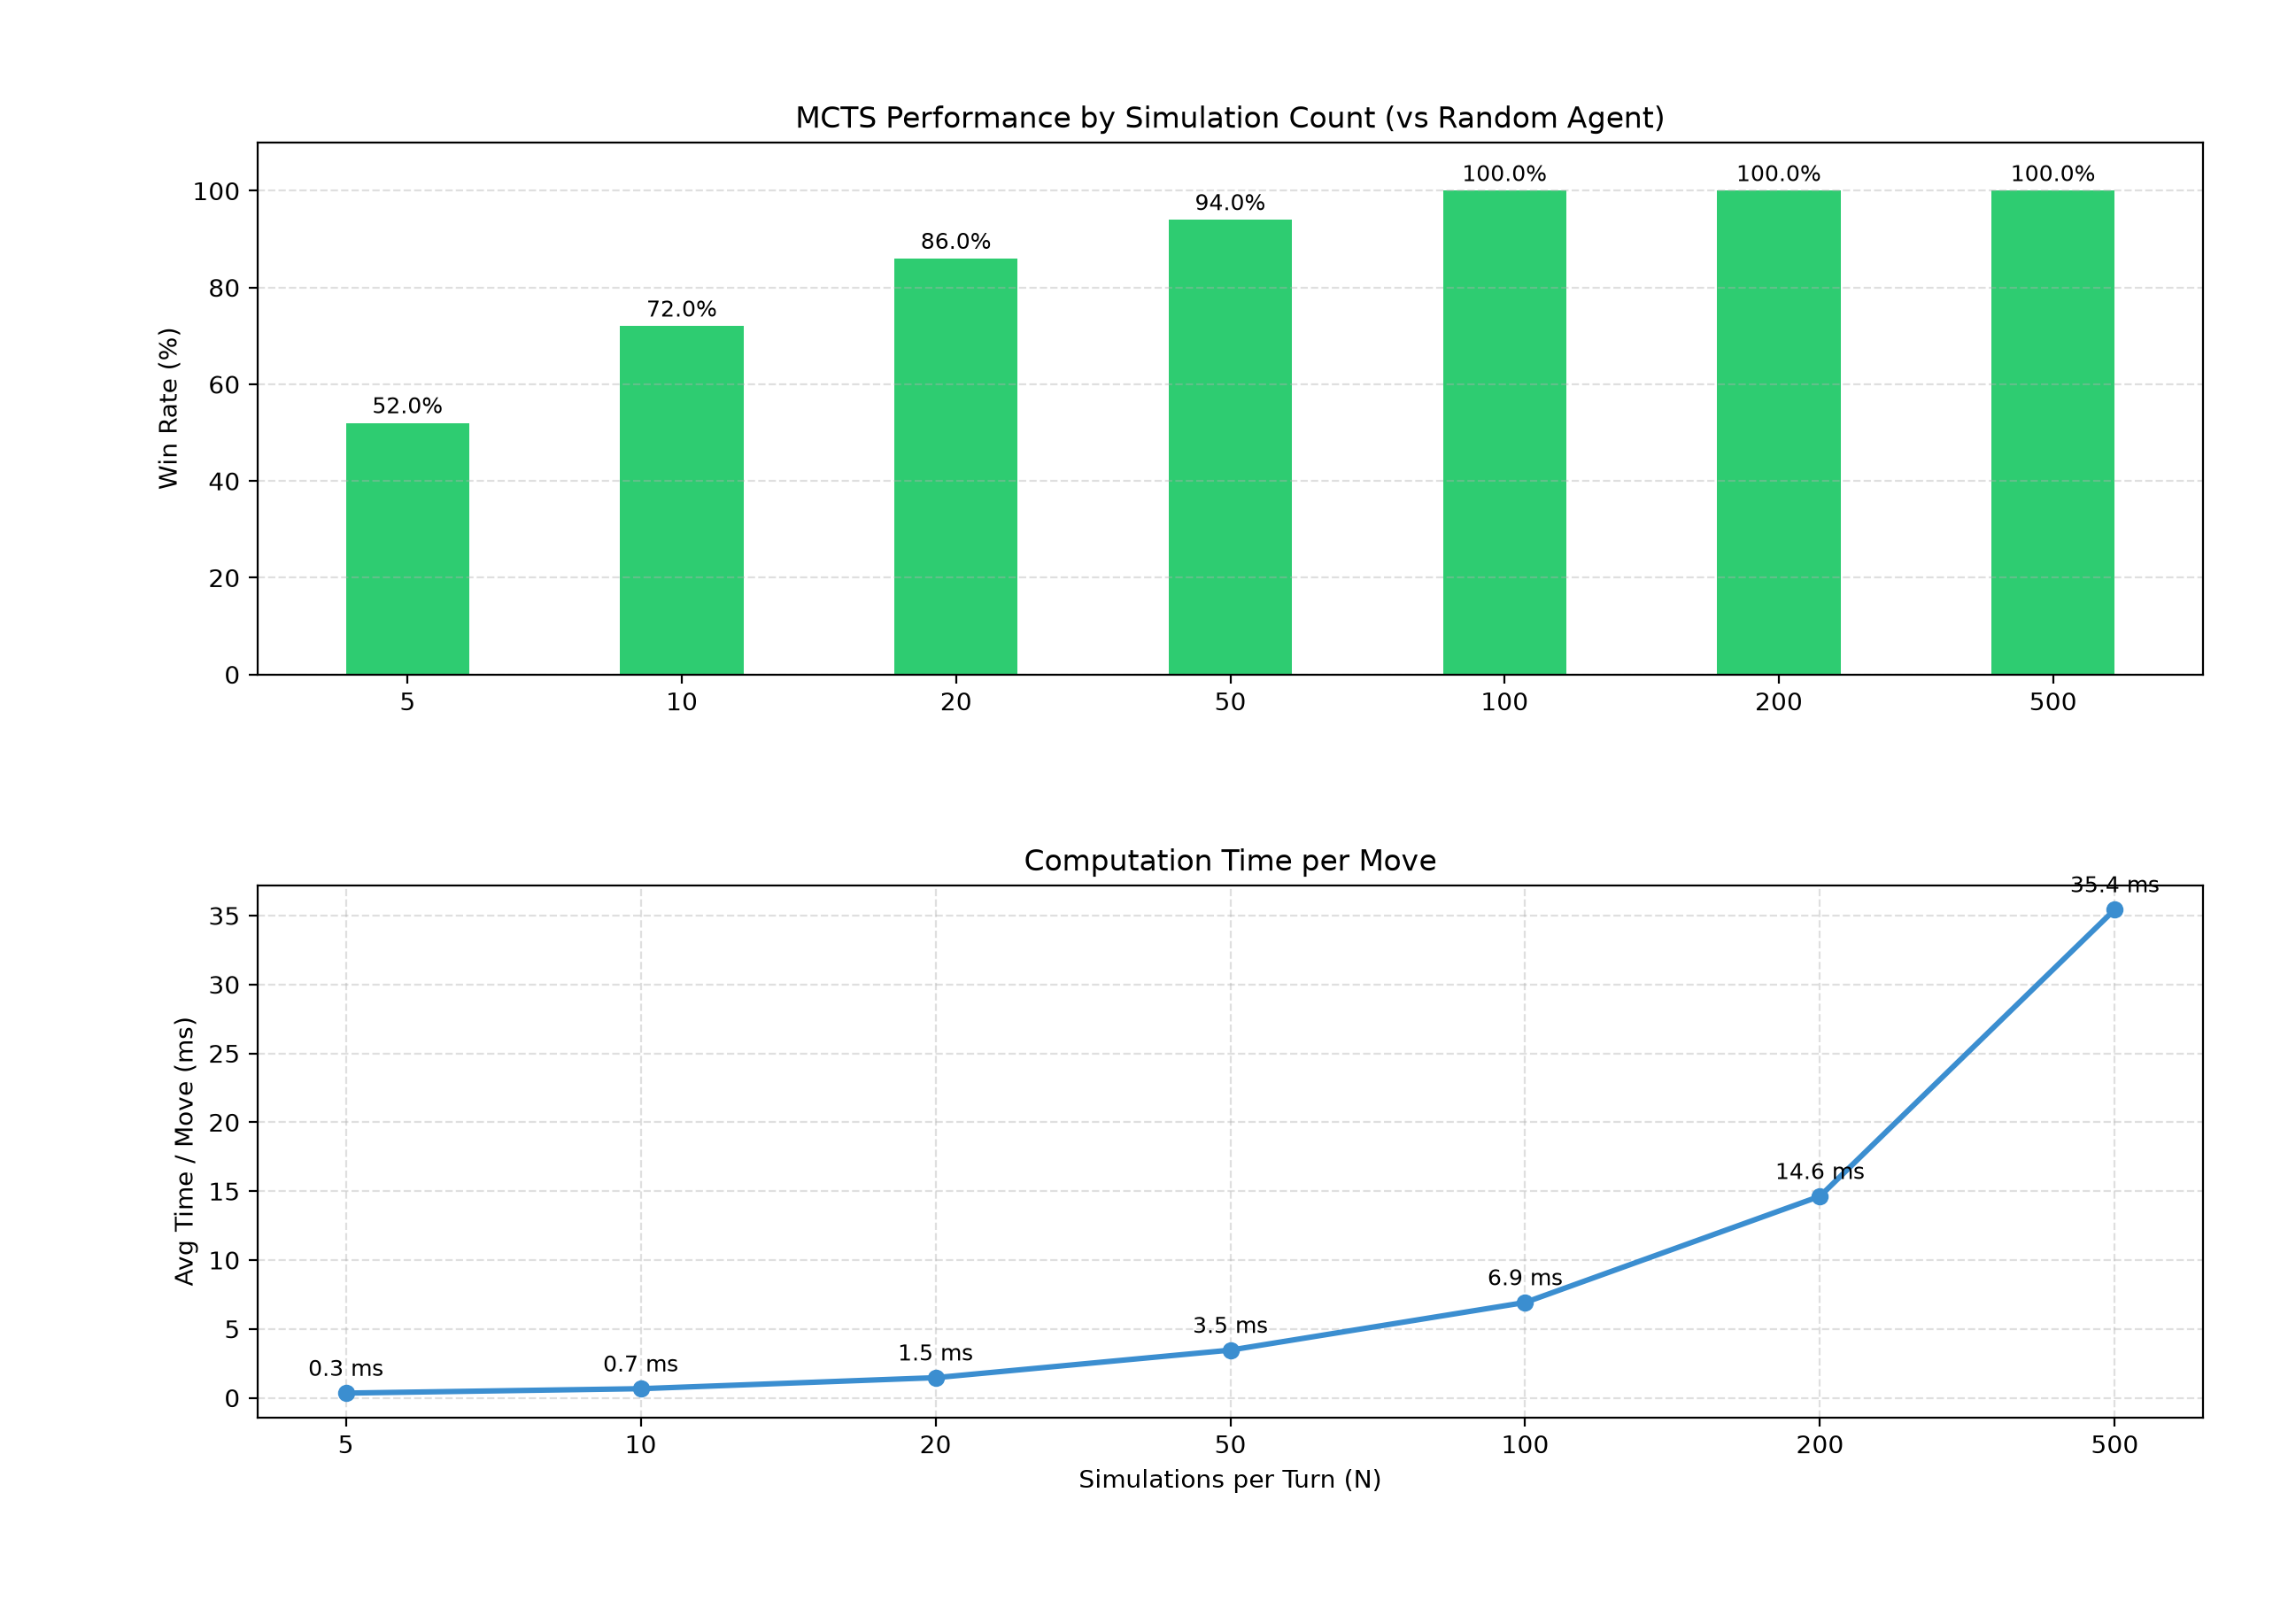 MCTS Performance by Simulation Count (vs Random Agent)
Win Rate (%)
100
80
60
40
20
0
52.0%
72.0%
86.0%
94.0%
100.0%
100.0%
100.0%
5
10
20
50
100
200
500
Computation Time per Move
Avg Time / Move (ms)
35
30
25
20
15
10
5
0
0.3 ms
0.7 ms
1.5 ms
3.5 ms
6.9 ms
14.6 ms
35.4 ms
5
10
20
50
100
200
500
Simulations per Turn (N)